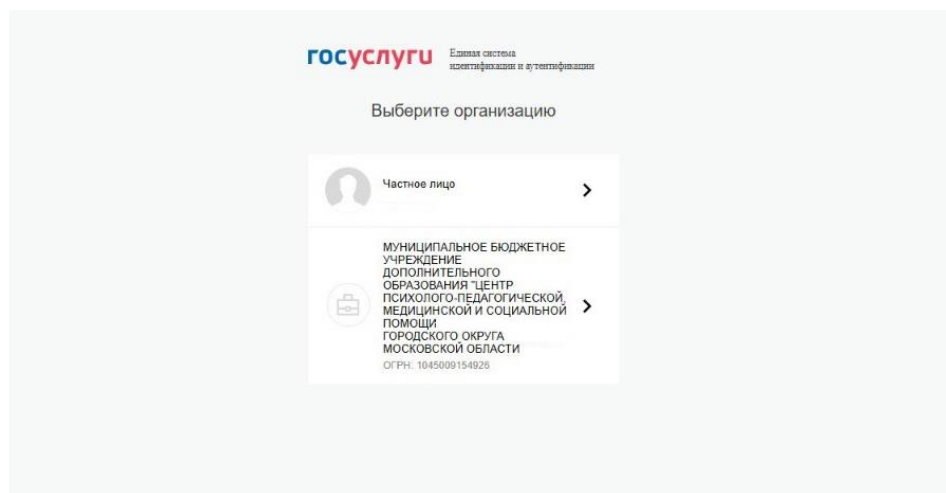 госуслуги
Единая система
идентификации и аутентификации
Выберите организацию
Частное лицо
МУНИЦИПАЛЬНОЕ БЮДЖЕТНОЕ
УЧРЕЖДЕНИЕ
ДОПОЛНИТЕЛЬНОГО
ОБРАЗОВАНИЯ "ЦЕНТР
ПСИХОЛОГО-ПЕДАГОГИЧЕСКОЙ,
МЕДИЦИНСКОЙ И СОЦИАЛЬНОЙ
ПОМОЩИ
ГОРОДСКОГО ОКРУГА
МОСКОВСКОЙ ОБЛАСТИ
ОГРН: 1045009154926